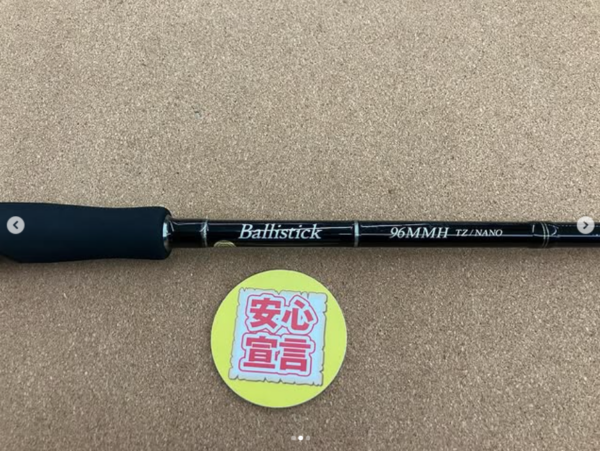 Ballistick 96MMH TZ/NANO
安心
宣言